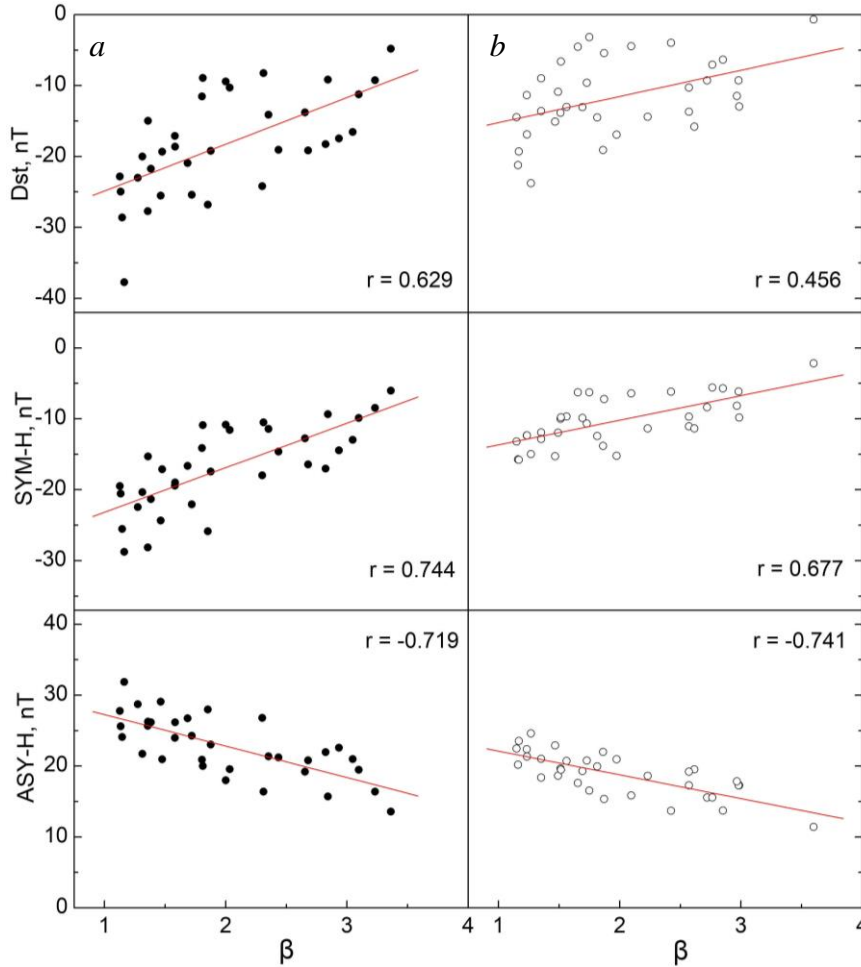 a
b
0
-10
-20
-30
-40
Dst, nT
r = 0.629
r = 0.456
0
-10
-20
-30
SYM-H, nT
r = 0.744
r = 0.677
40
30
20
10
0
ASY-H, nT
r = -0.719
r = -0.741
1 2 3 4 1 2 3 4
β β